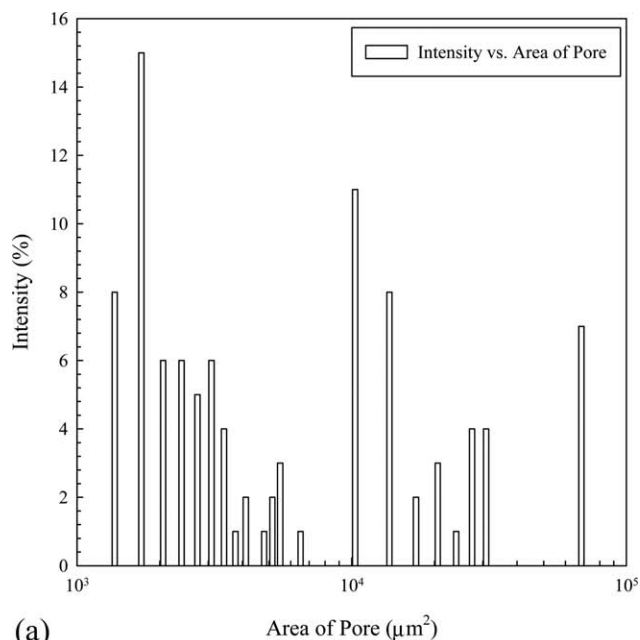 16
Intensity vs. Area of Pore
14
12
10
8
6
4
2
0
Intensity (%)
10³ 10⁴ 10⁵
Area of Pore (µm²)
(a)